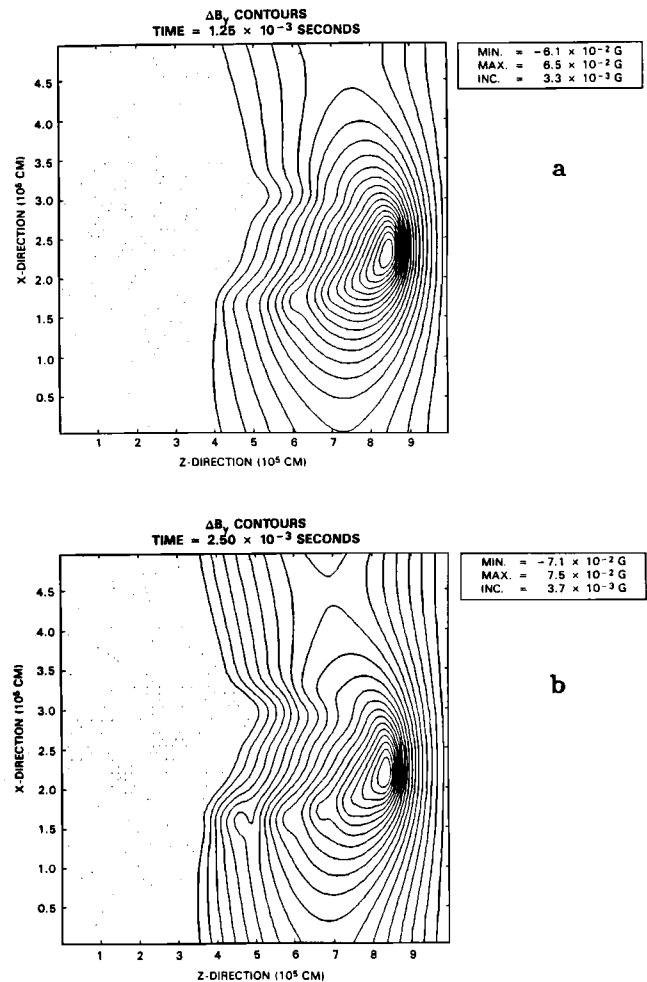 ΔBy CONTOURS
TIME = 1.25 × 10⁻³ SECONDS
MIN. = −6.1 × 10⁻² G
MAX. = 6.5 × 10⁻² G
INC. = 3.3 × 10⁻³ G
a
X-DIRECTION (10⁵ CM)
4.5
4.0
3.5
3.0
2.5
2.0
1.5
1.0
0.5
1 2 3 4 5 6 7 8 9
Z-DIRECTION (10⁵ CM)
ΔBy CONTOURS
TIME = 2.50 × 10⁻³ SECONDS
MIN. = −7.1 × 10⁻² G
MAX. = 7.5 × 10⁻² G
INC. = 3.7 × 10⁻³ G
b
X-DIRECTION (10⁵ CM)
4.5
4.0
3.5
3.0
2.5
2.0
1.5
1.0
0.5
1 2 3 4 5 6 7 8 9
Z-DIRECTION (10⁵ CM)